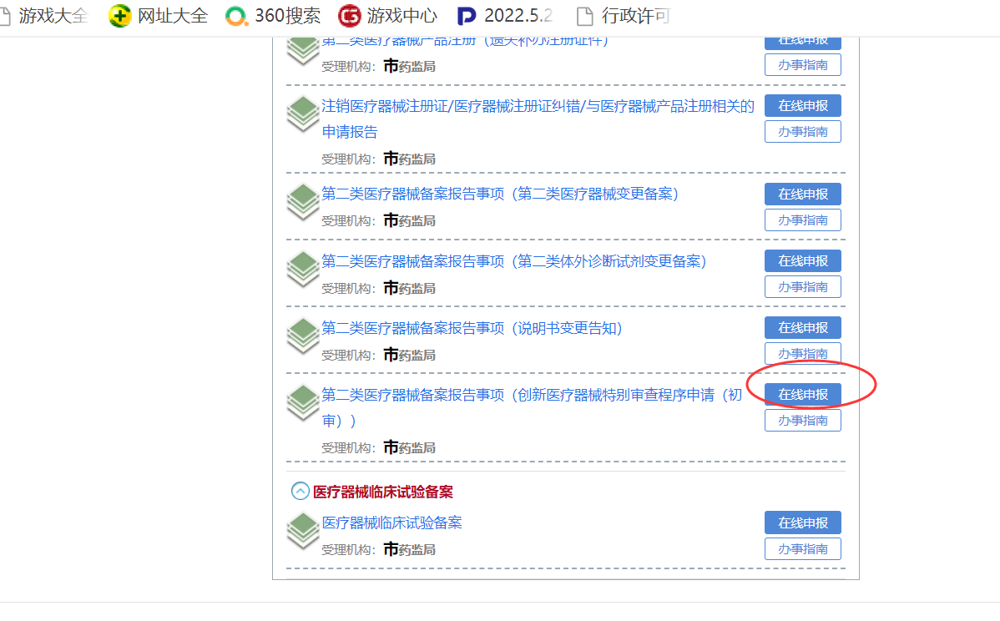 游戏大全 网址大全 360搜索 游戏中心 2022.5.2 行政许可
第二类医疗器械产品注册（遗失补办注册证件） 在线申报
受理机构：市药监局 办事指南
注销医疗器械注册证/医疗器械注册证纠错/与医疗器械产品注册相关的 在线申报
申请报告 办事指南
受理机构：市药监局
第二类医疗器械备案报告事项（第二类医疗器械变更备案） 在线申报
受理机构：市药监局 办事指南
第二类医疗器械备案报告事项（第二类体外诊断试剂变更备案） 在线申报
受理机构：市药监局 办事指南
第二类医疗器械备案报告事项（说明书变更告知） 在线申报
受理机构：市药监局 办事指南
第二类医疗器械备案报告事项（创新医疗器械特别审查程序申请（初 在线申报
审）） 办事指南
受理机构：市药监局
医疗器械临床试验备案
医疗器械临床试验备案 在线申报
受理机构：市药监局 办事指南